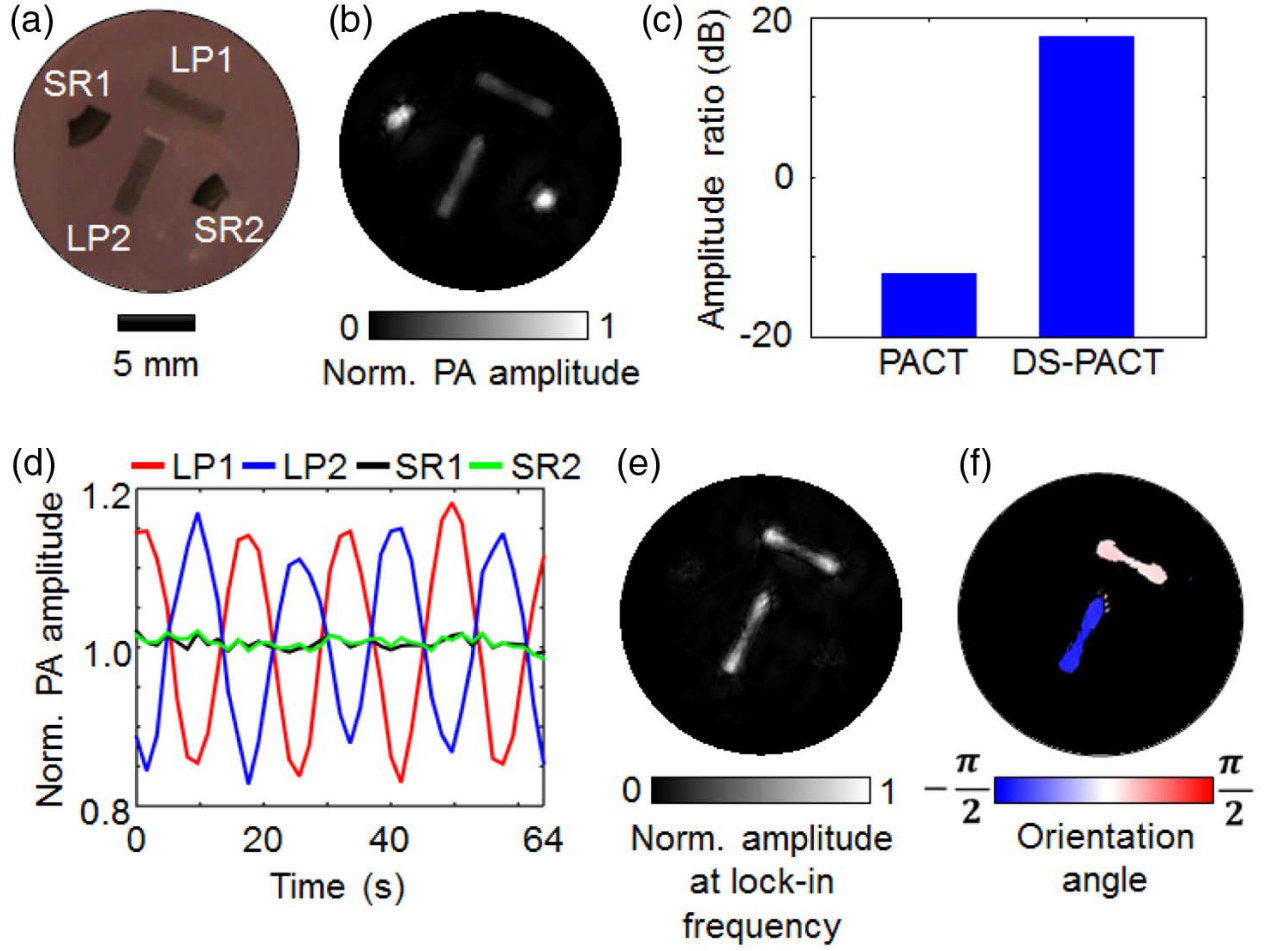 (a)
SR1
LP1
LP2
SR2
5 mm
(b)
0 1
Norm. PA amplitude
(c)
Amplitude ratio (dB)
20
0
-20
PACT DS-PACT
(d)
LP1 LP2 SR1 SR2
Norm. PA amplitude
1.2
1.0
0.8
0 20 40 64
Time (s)
(e)
0 1
Norm. amplitude
at lock-in
frequency
(f)
−π/2 π/2
Orientation
angle